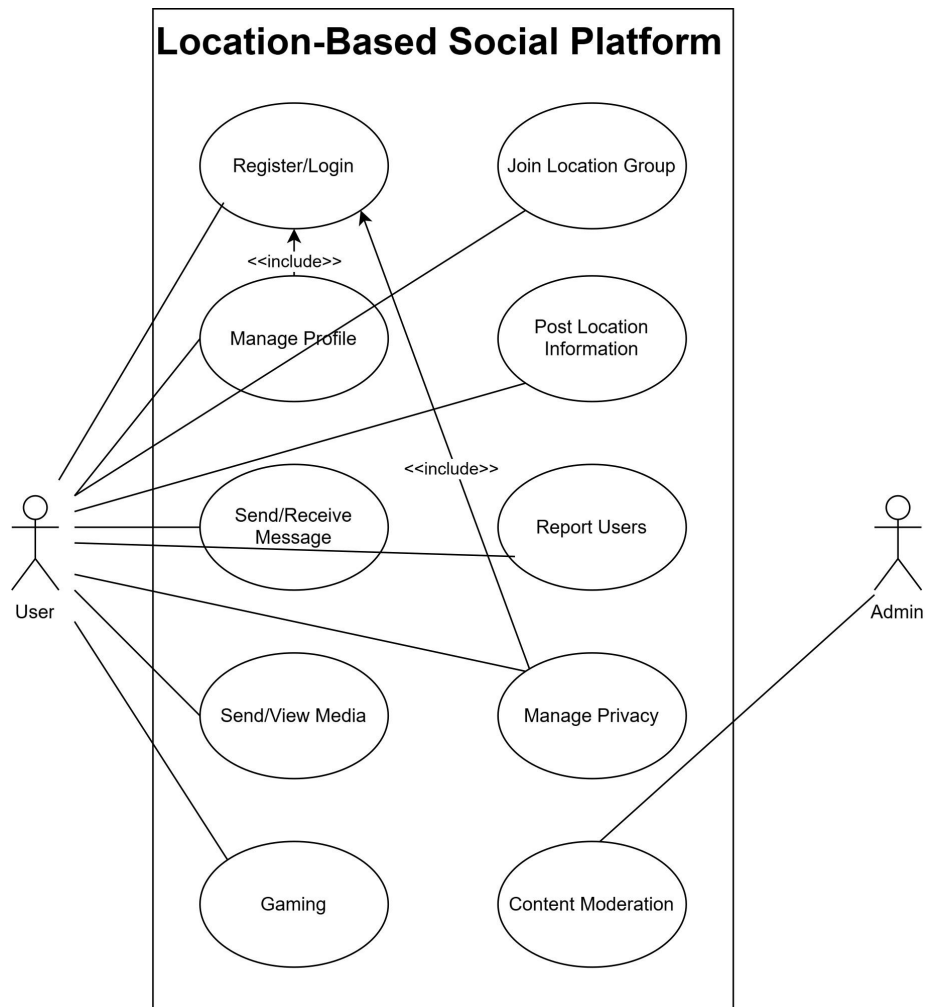 Location-Based Social Platform
Register/Login
Join Location Group
<<include>>
Manage Profile
Post Location
Information
<<include>>
Send/Receive
Message
Report Users
User
Admin
Send/View Media
Manage Privacy
Gaming
Content Moderation